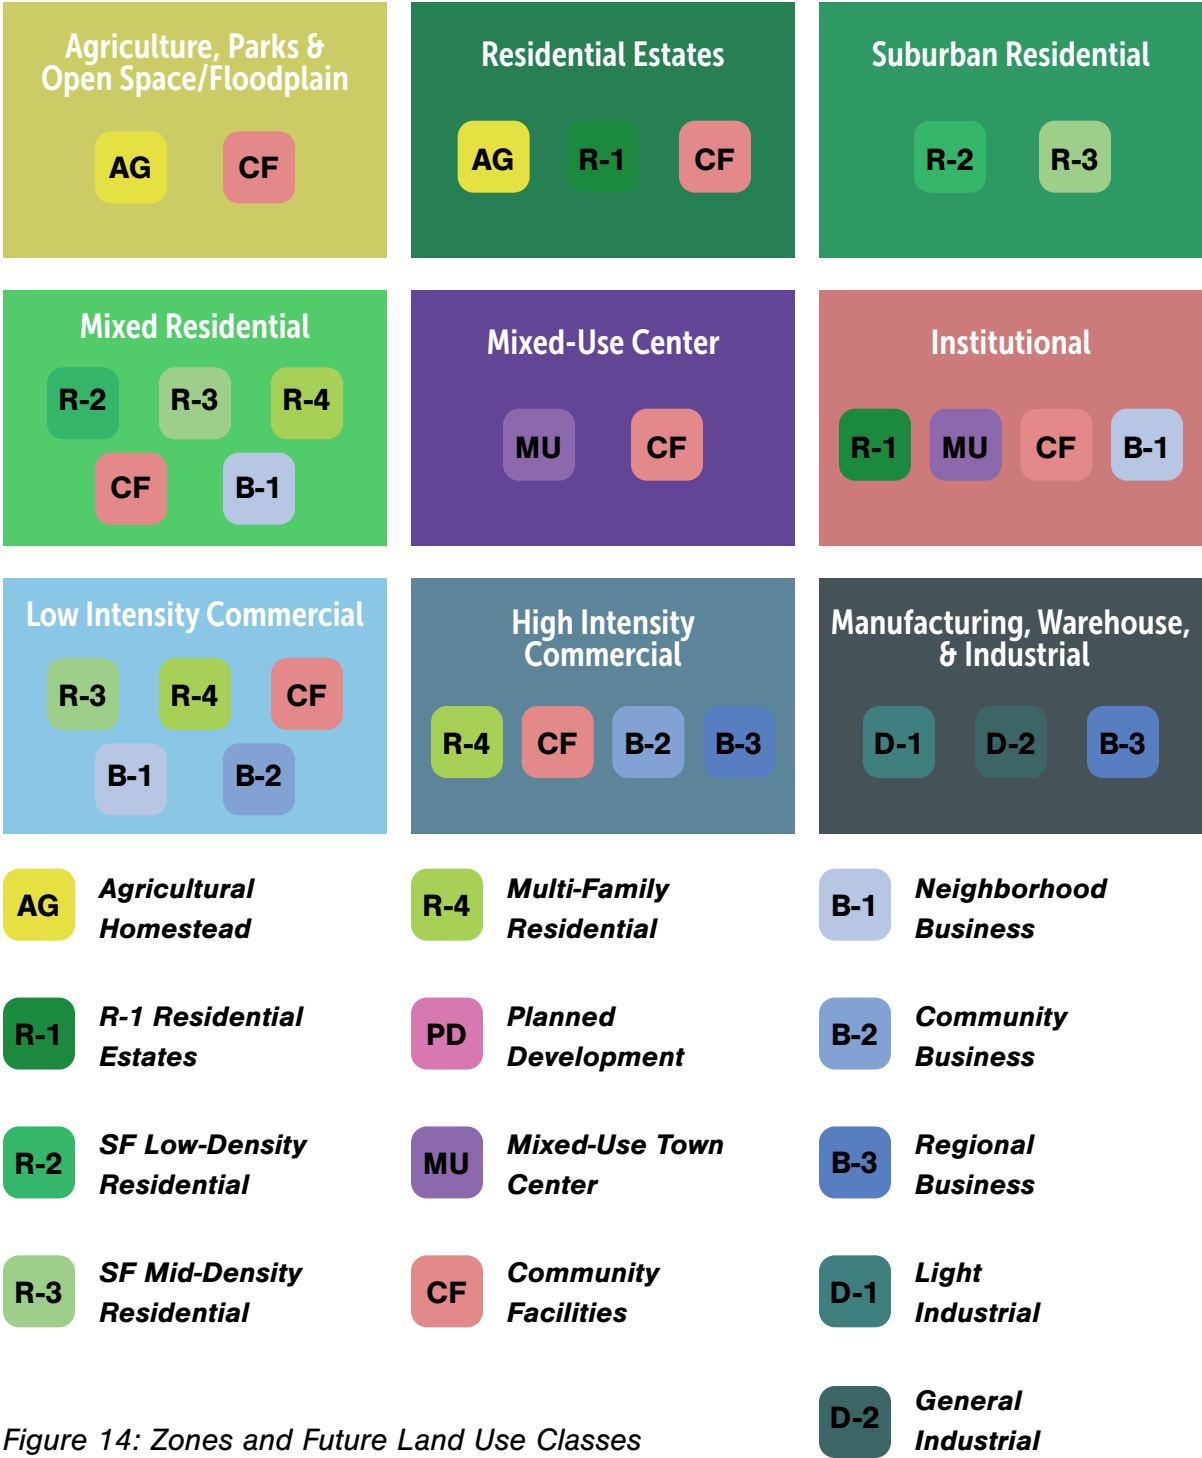 Agriculture, Parks &
Open Space/Floodplain
AG
CF
Residential Estates
AG
R-1
CF
Suburban Residential
R-2
R-3
Mixed Residential
R-2
R-3
R-4
CF
B-1
Mixed-Use Center
MU
CF
Institutional
R-1
MU
CF
B-1
Low Intensity Commercial
R-3
R-4
CF
B-1
B-2
High Intensity
Commercial
R-4
CF
B-2
B-3
Manufacturing, Warehouse,
& Industrial
D-1
D-2
B-3
AG
Agricultural
Homestead
R-1
R-1 Residential
Estates
R-2
SF Low-Density
Residential
R-3
SF Mid-Density
Residential
R-4
Multi-Family
Residential
PD
Planned
Development
MU
Mixed-Use Town
Center
CF
Community
Facilities
B-1
Neighborhood
Business
B-2
Community
Business
B-3
Regional
Business
D-1
Light
Industrial
D-2
General
Industrial
Figure 14: Zones and Future Land Use Classes